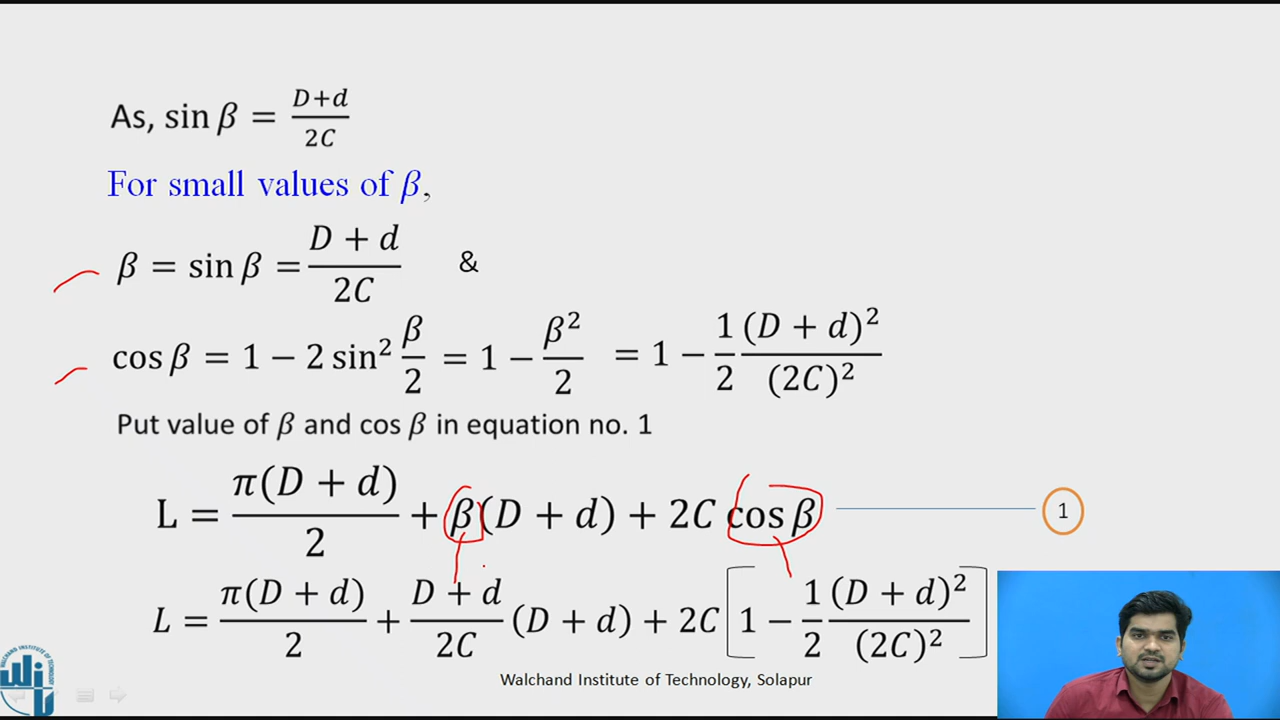 As, sin β = (D+d)/(2C)
For small values of β,
β = sin β = (D + d)/(2C) &
cos β = 1 − 2 sin² (β/2) = 1 − β²/2 = 1 − (1/2) (D + d)²/(2C)²
Put value of β and cos β in equation no. 1
L = π(D + d)/2 + β(D + d) + 2C cos β 1
L = π(D + d)/2 + (D + d)/(2C) (D + d) + 2C [1 − (1/2) (D + d)²/(2C)²]
Walchand Institute of Technology, Solapur